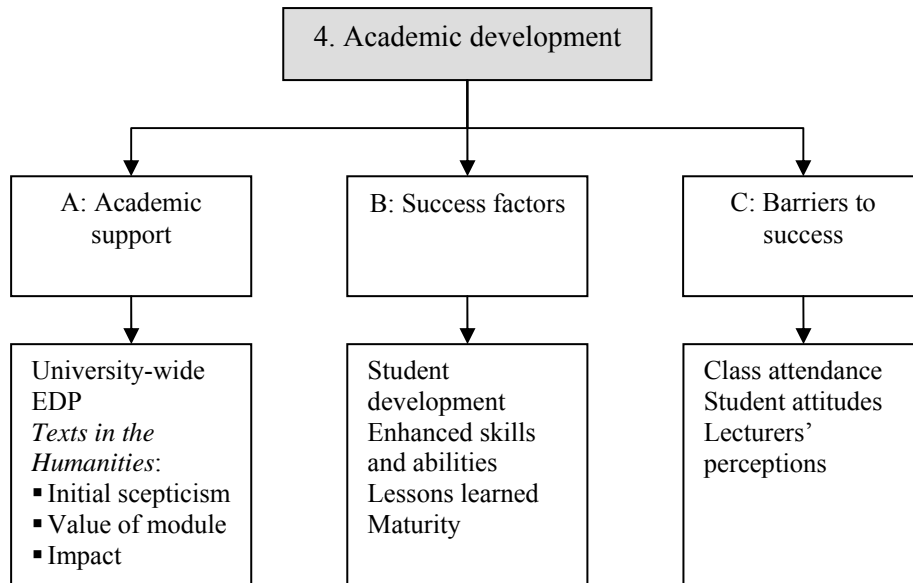 4. Academic development
A: Academic
support
B: Success factors
C: Barriers to
success
University-wide
EDP
Texts in the
Humanities:
▪ Initial scepticism
▪ Value of module
▪ Impact
Student
development
Enhanced skills
and abilities
Lessons learned
Maturity
Class attendance
Student attitudes
Lecturers’
perceptions